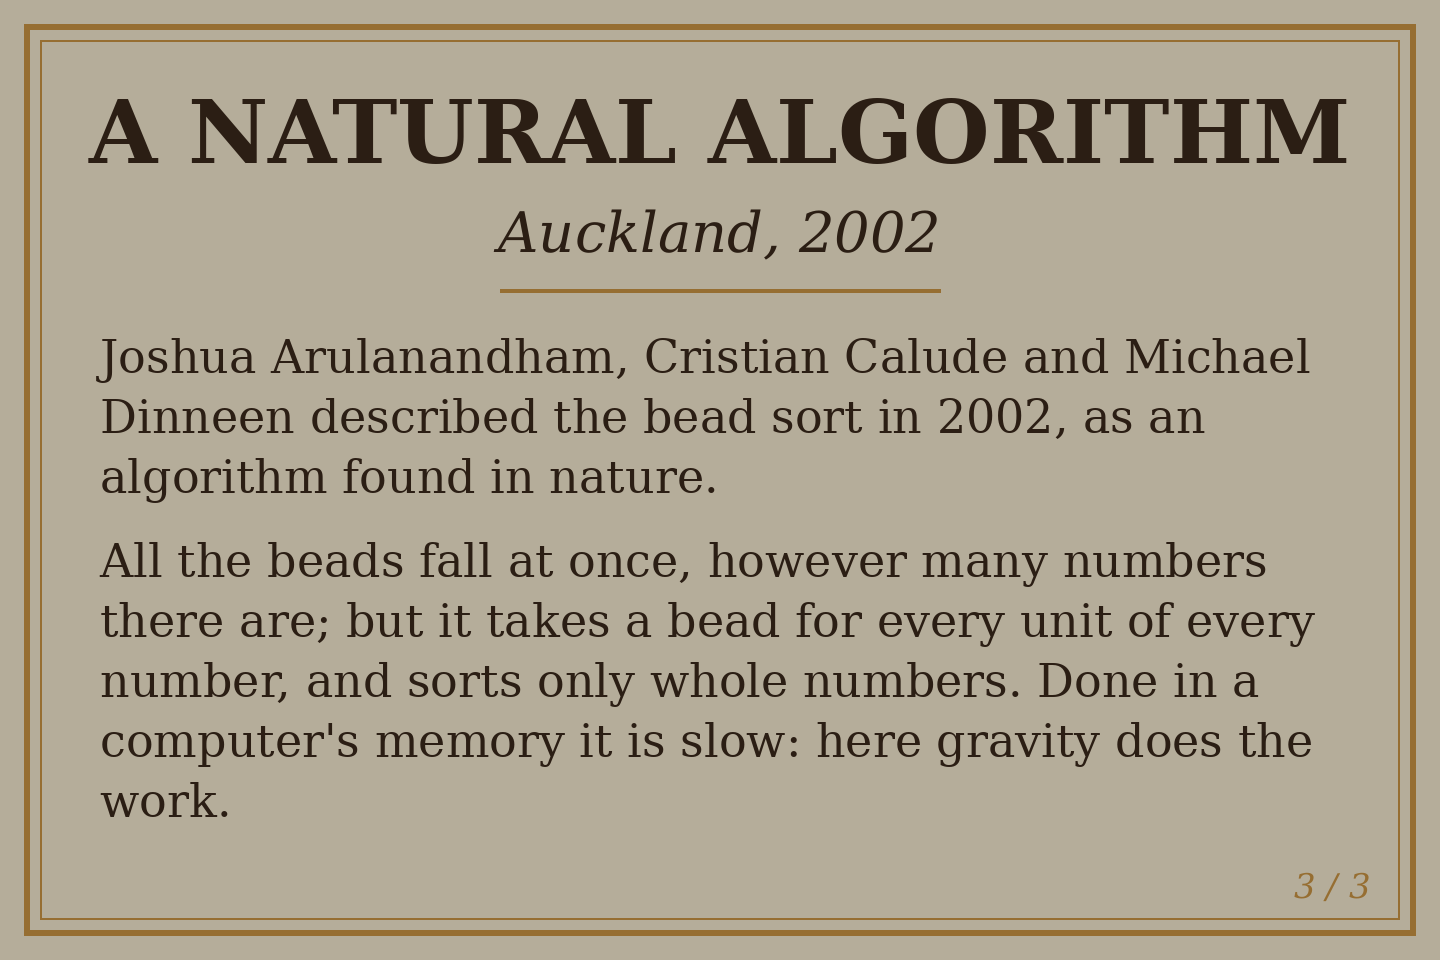 A NATURAL ALGORITHM
Auckland, 2002
Joshua Arulanandham, Cristian Calude and Michael
Dinneen described the bead sort in 2002, as an
algorithm found in nature.
All the beads fall at once, however many numbers
there are; but it takes a bead for every unit of every
number, and sorts only whole numbers. Done in a
computer's memory it is slow: here gravity does the
work.
3 / 3